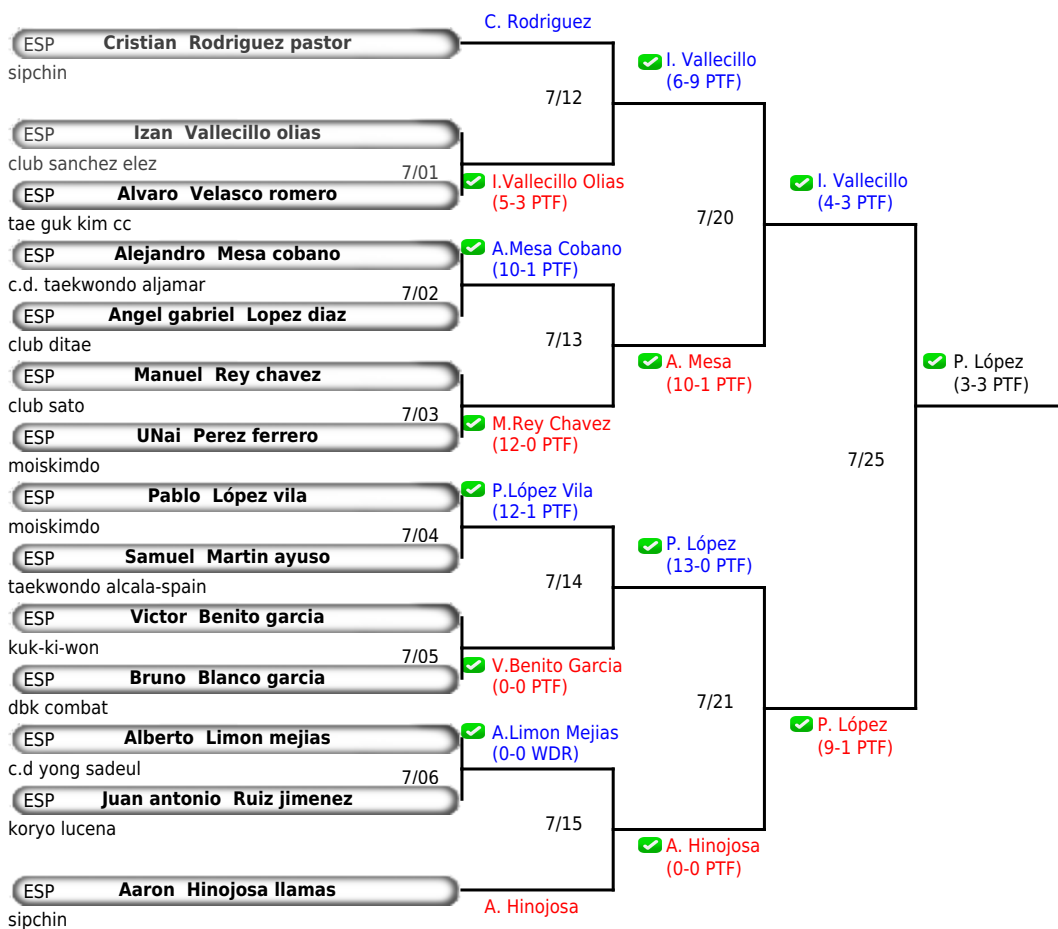 C. Rodriguez
ESP Cristian Rodriguez pastor
sipchin
I. Vallecillo
(6-9 PTF)
7/12
ESP Izan Vallecillo olias
club sanchez elez
7/01
ESP Alvaro Velasco romero
tae guk kim cc
I.Vallecillo Olias
(5-3 PTF)
I. Vallecillo
(4-3 PTF)
7/20
ESP Alejandro Mesa cobano
c.d. taekwondo aljamar
7/02
ESP Angel gabriel Lopez diaz
club ditae
A.Mesa Cobano
(10-1 PTF)
7/13
A. Mesa
(10-1 PTF)
ESP Manuel Rey chavez
club sato
7/03
ESP UNai Perez ferrero
moiskimdo
M.Rey Chavez
(12-0 PTF)
P. López
(3-3 PTF)
7/25
ESP Pablo López vila
moiskimdo
7/04
ESP Samuel Martin ayuso
taekwondo alcala-spain
P.López Vila
(12-1 PTF)
P. López
(13-0 PTF)
7/14
ESP Victor Benito garcia
kuk-ki-won
7/05
ESP Bruno Blanco garcia
dbk combat
V.Benito Garcia
(0-0 PTF)
7/21
P. López
(9-1 PTF)
ESP Alberto Limon mejias
c.d yong sadeul
7/06
ESP Juan antonio Ruiz jimenez
koryo lucena
A.Limon Mejias
(0-0 WDR)
7/15
A. Hinojosa
(0-0 PTF)
ESP Aaron Hinojosa llamas
sipchin
A. Hinojosa